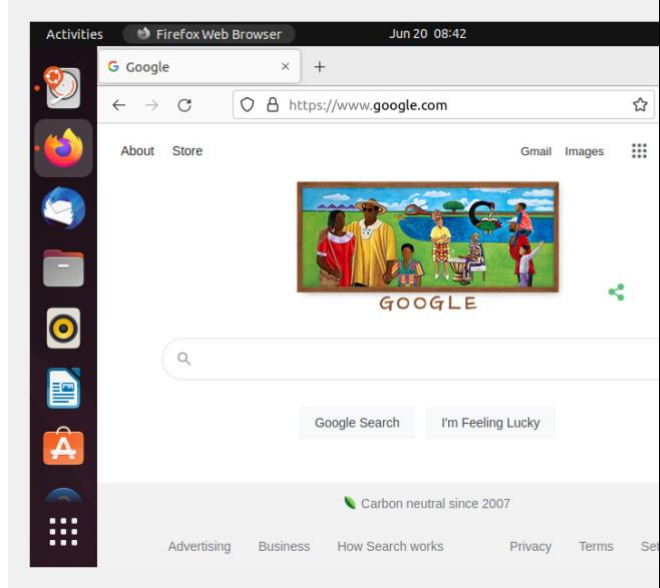 Activities Firefox Web Browser Jun 20 08:42
G Google × +
https://www.google.com
About Store Gmail Images
GOOGLE
Google Search I'm Feeling Lucky
Carbon neutral since 2007
Advertising Business How Search works Privacy Terms Set